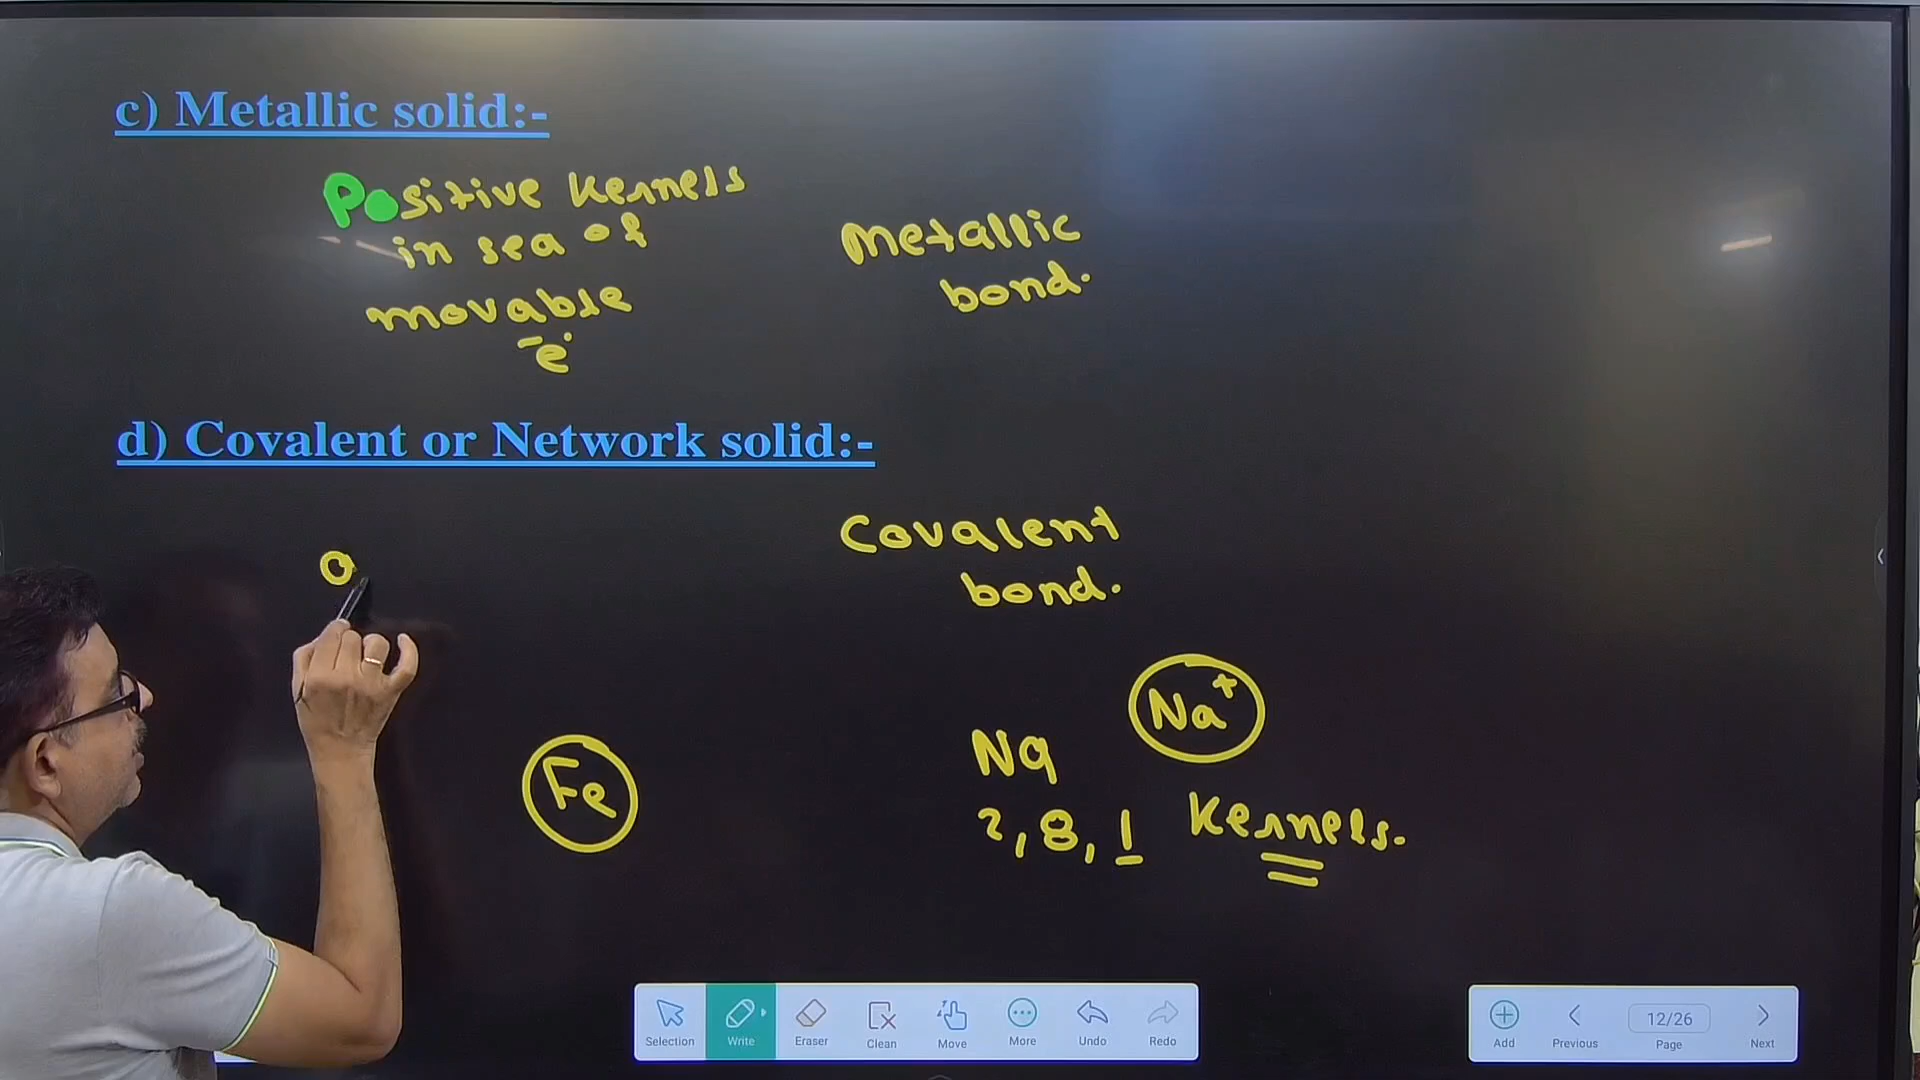 c) Metallic solid:-
Positive Kernels
in sea of
movable
e-
Metallic
bond.
d) Covalent or Network solid:-
a
Covalent
bond.
Fe
Na
2, 8, 1
Na+
Kernels.
Selection
Write
Eraser
Clean
Move
More
Undo
Redo
Add
Previous
12/26
Page
Next